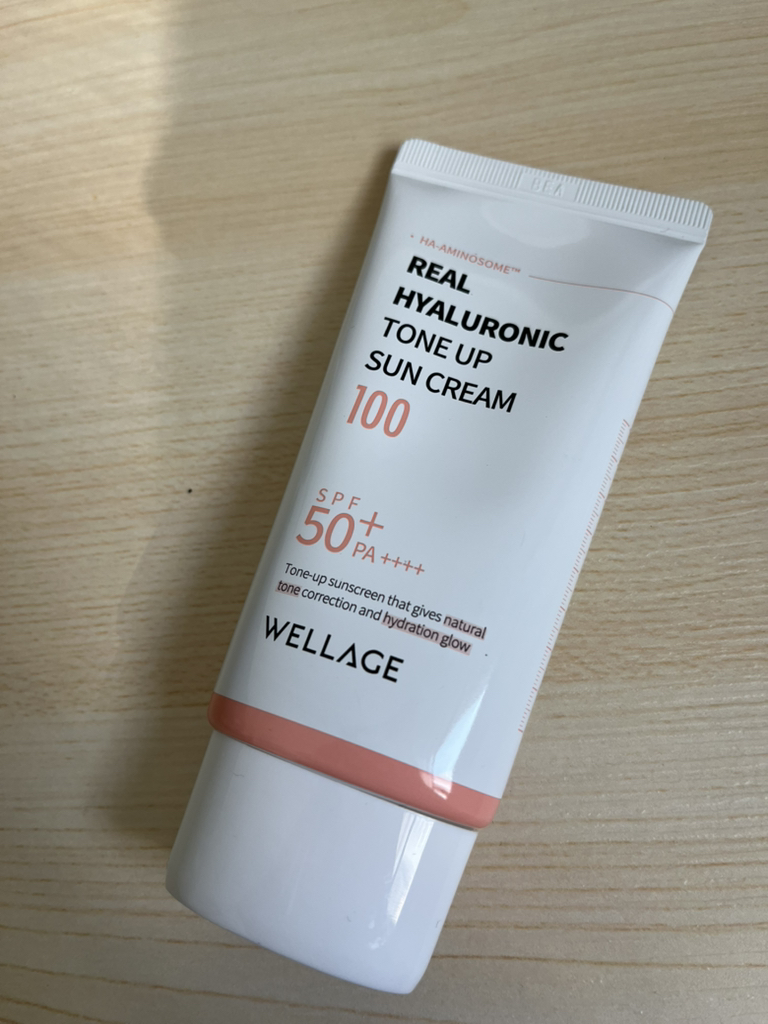 HA-AMINOSOME™
REAL
HYALURONIC
TONE UP
SUN CREAM
100
SPF
50+
PA++++
Tone-up sunscreen that gives natural
tone correction and hydration glow
WELLAGE